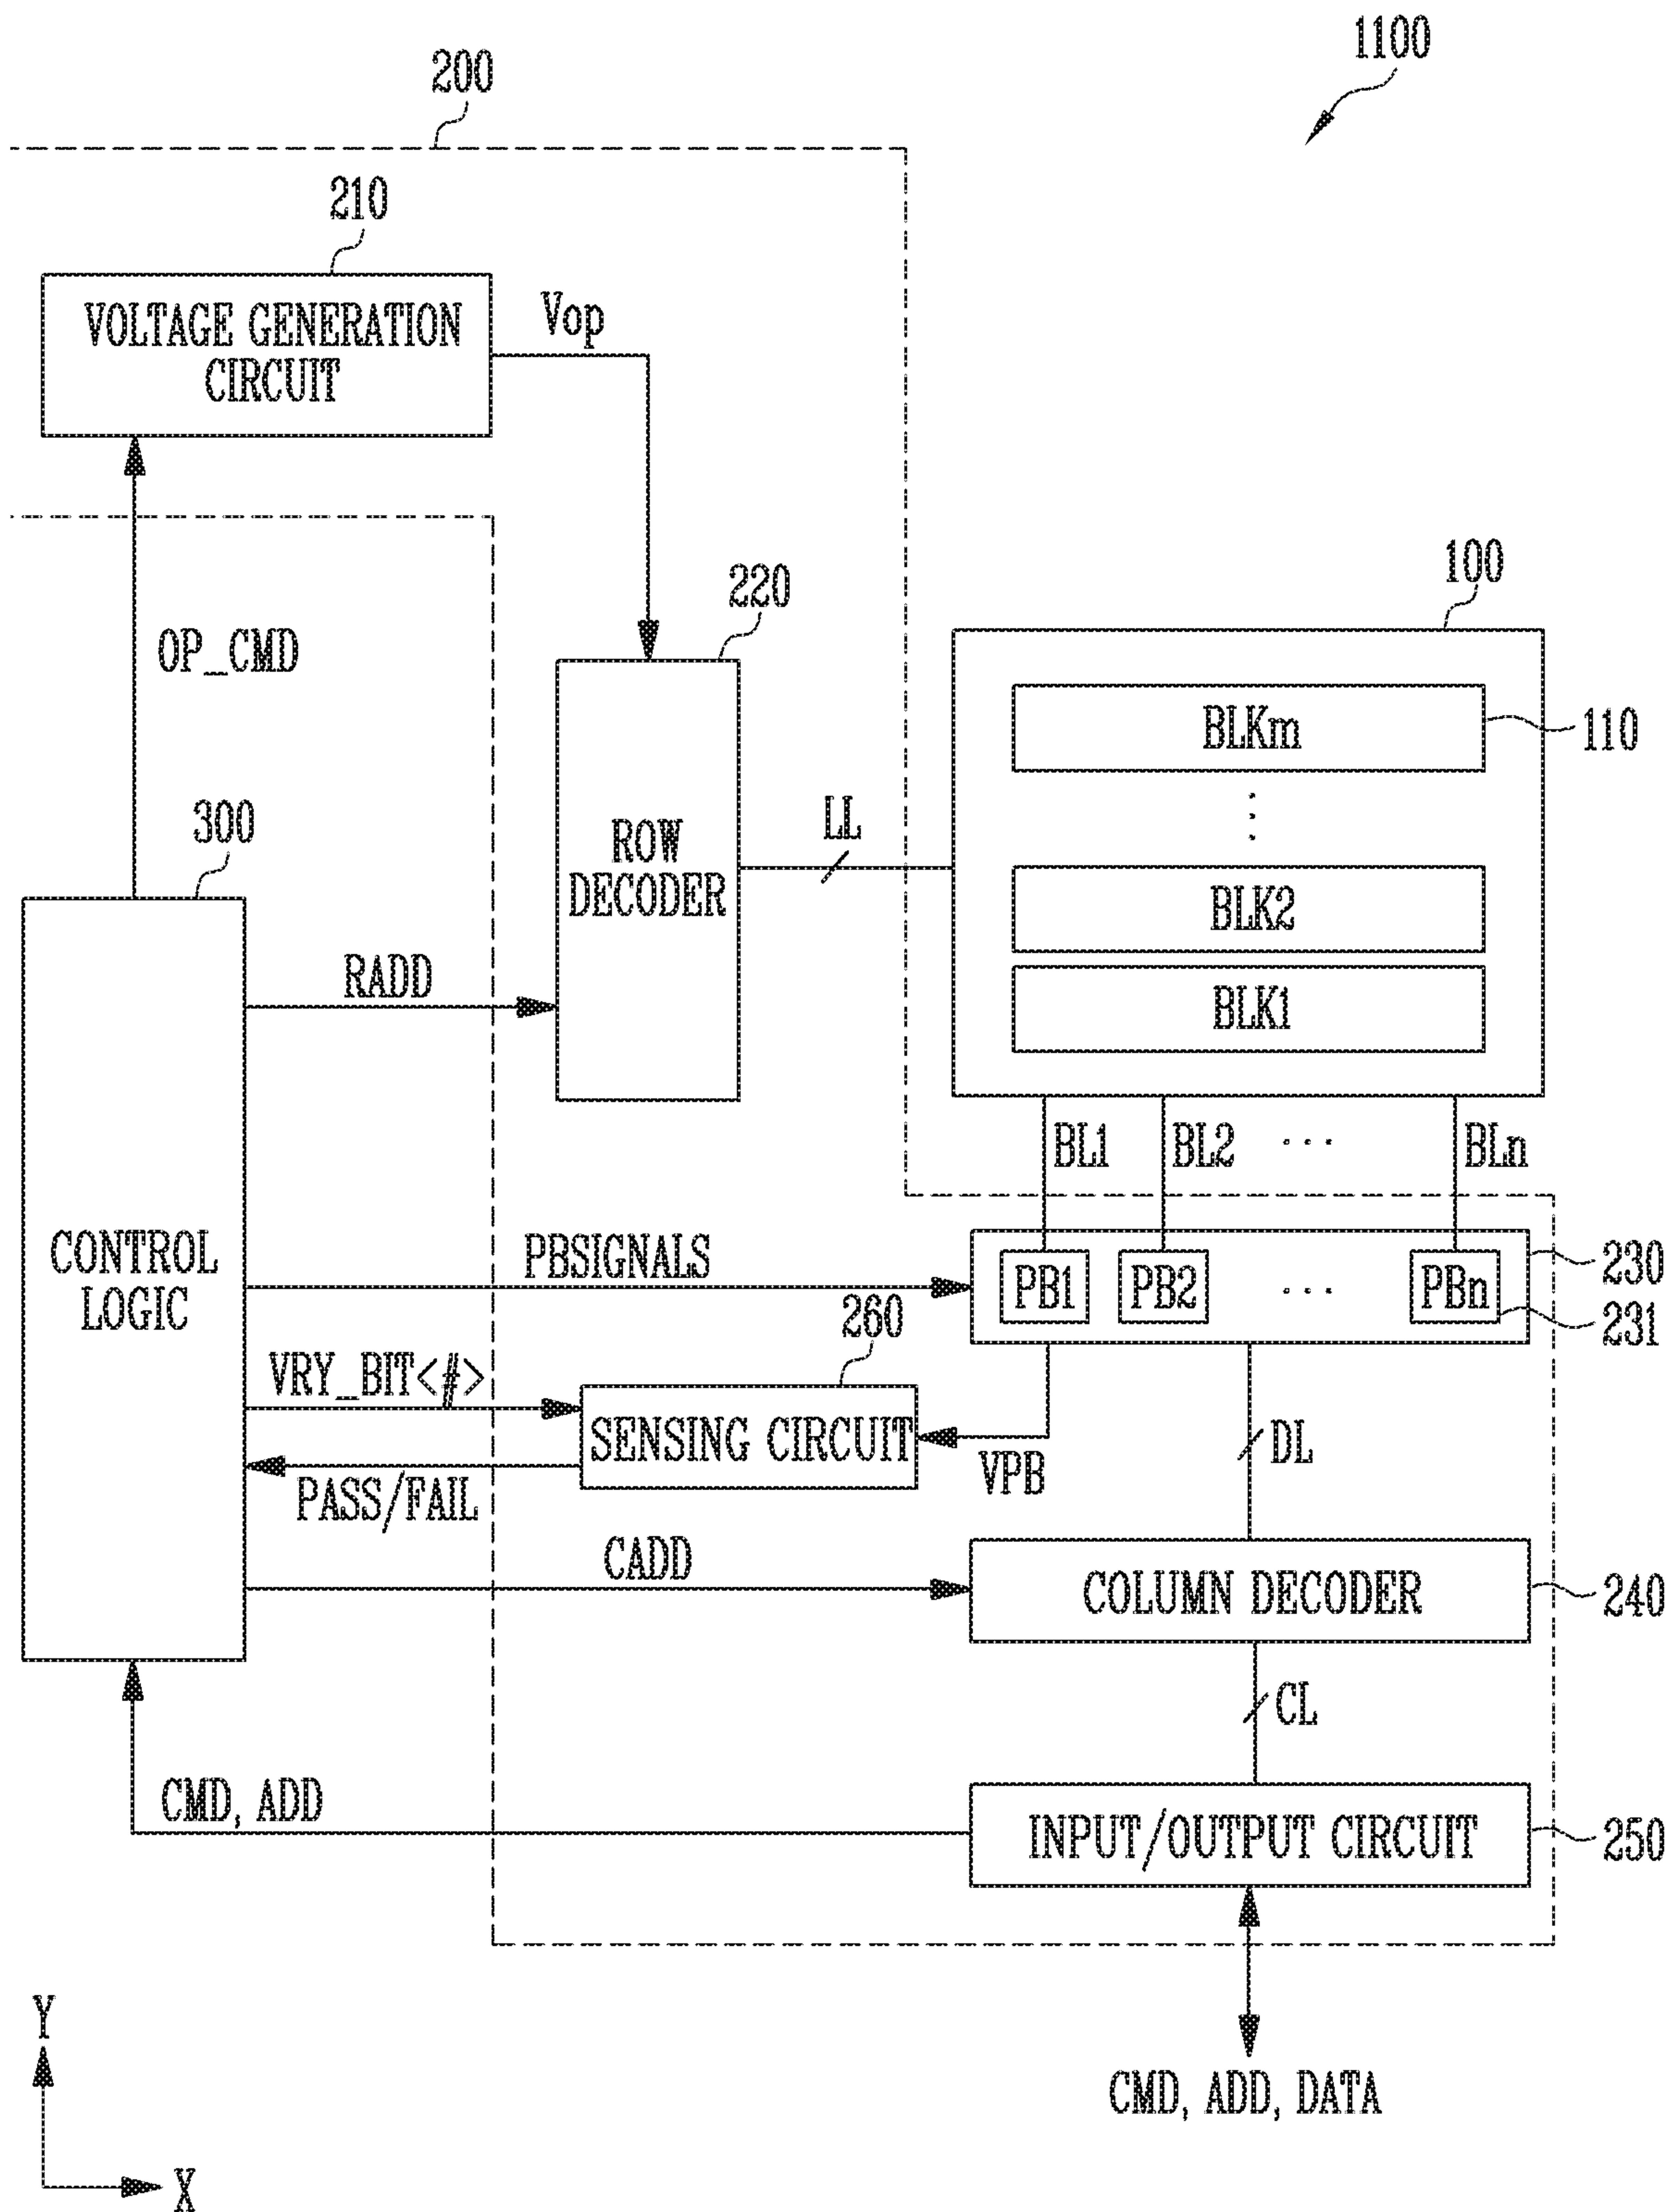 1100
200
210
VOLTAGE GENERATION
CIRCUIT
Vop
OP_CMD
220
100
BLKm
110
300
ROW
DECODER
LL
BLK2
BLK1
RADD
BL1
BL2
...
BLn
CONTROL
LOGIC
PBSIGNALS
PB1
PB2
...
PBn
230
231
260
VRY_BIT<#>
SENSING CIRCUIT
VPB
DL
PASS/FAIL
CADD
COLUMN DECODER
240
CL
CMD, ADD
INPUT/OUTPUT CIRCUIT
250
Y
X
CMD, ADD, DATA